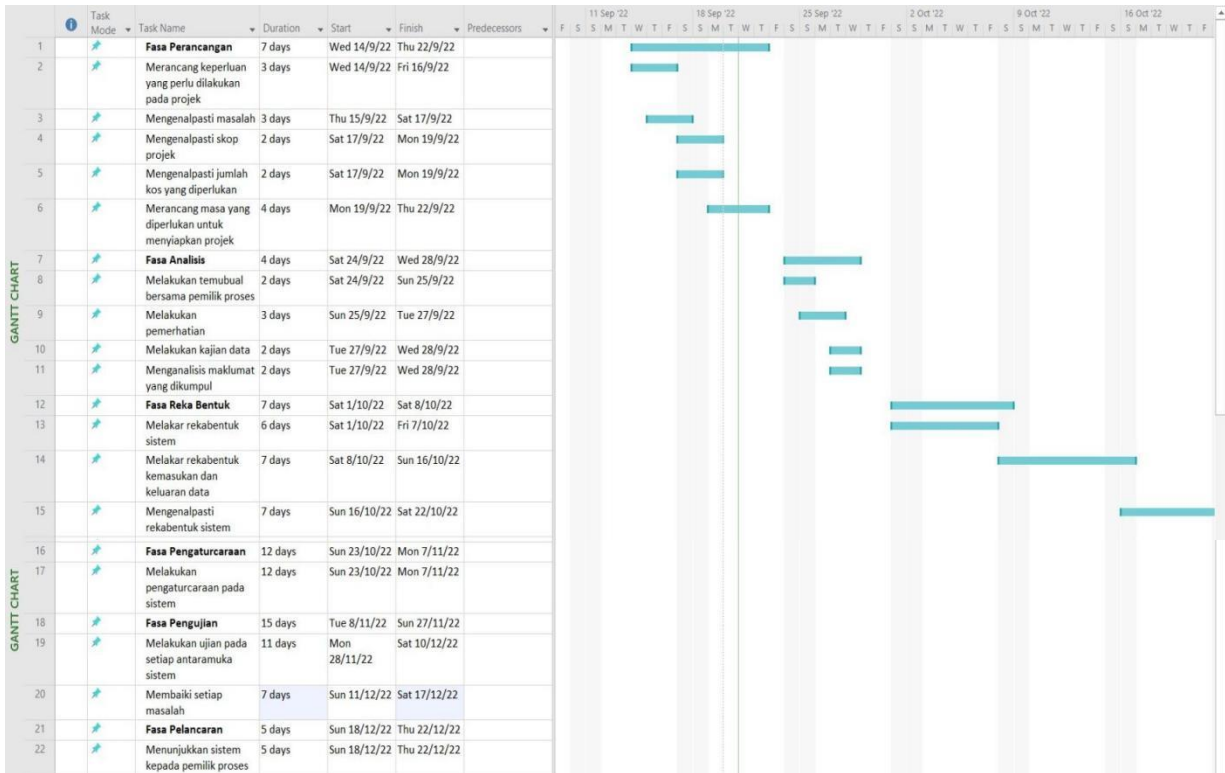 Task
Mode Task Name Duration Start Finish Predecessors
11 Sep '22 18 Sep '22 25 Sep '22 2 Oct '22 9 Oct '22 16 Oct '22
F S S M T W T F S S M T W T F S S M T W T F S S M T W T F S S M T W T F S S M T W T F
1 Fasa Perancangan 7 days Wed 14/9/22 Thu 22/9/22
2 Merancang keperluan 3 days Wed 14/9/22 Fri 16/9/22
yang perlu dilakukan
pada projek
3 Mengenalpasti masalah 3 days Thu 15/9/22 Sat 17/9/22
4 Mengenalpasti skop 2 days Sat 17/9/22 Mon 19/9/22
projek
5 Mengenalpasti jumlah 2 days Sat 17/9/22 Mon 19/9/22
kos yang diperlukan
6 Merancang masa yang 4 days Mon 19/9/22 Thu 22/9/22
diperlukan untuk
menyiapkan projek
7 Fasa Analisis 4 days Sat 24/9/22 Wed 28/9/22
8 Melakukan temubual 2 days Sat 24/9/22 Sun 25/9/22
bersama pemilik proses
9 Melakukan 3 days Sun 25/9/22 Tue 27/9/22
pemerhatian
10 Melakukan kajian data 2 days Tue 27/9/22 Wed 28/9/22
11 Menganalisis maklumat 2 days Tue 27/9/22 Wed 28/9/22
yang dikumpul
12 Fasa Reka Bentuk 7 days Sat 1/10/22 Sat 8/10/22
13 Melakar rekabentuk 6 days Sat 1/10/22 Fri 7/10/22
sistem
14 Melakar rekabentuk 7 days Sat 8/10/22 Sun 16/10/22
kemasukan dan
keluaran data
15 Mengenalpasti 7 days Sun 16/10/22 Sat 22/10/22
rekabentuk sistem
GANTT CHART
16 Fasa Pengaturcaraan 12 days Sun 23/10/22 Mon 7/11/22
17 Melakukan 12 days Sun 23/10/22 Mon 7/11/22
pengaturcaraan pada
sistem
18 Fasa Pengujian 15 days Tue 8/11/22 Sun 27/11/22
19 Melakukan ujian pada 11 days Mon Sat 10/12/22
setiap antaramuka 28/11/22
sistem
20 Membaiki setiap 7 days Sun 11/12/22 Sat 17/12/22
masalah
21 Fasa Pelancaran 5 days Sun 18/12/22 Thu 22/12/22
22 Menunjukkan sistem 5 days Sun 18/12/22 Thu 22/12/22
kepada pemilik proses
GANTT CHART